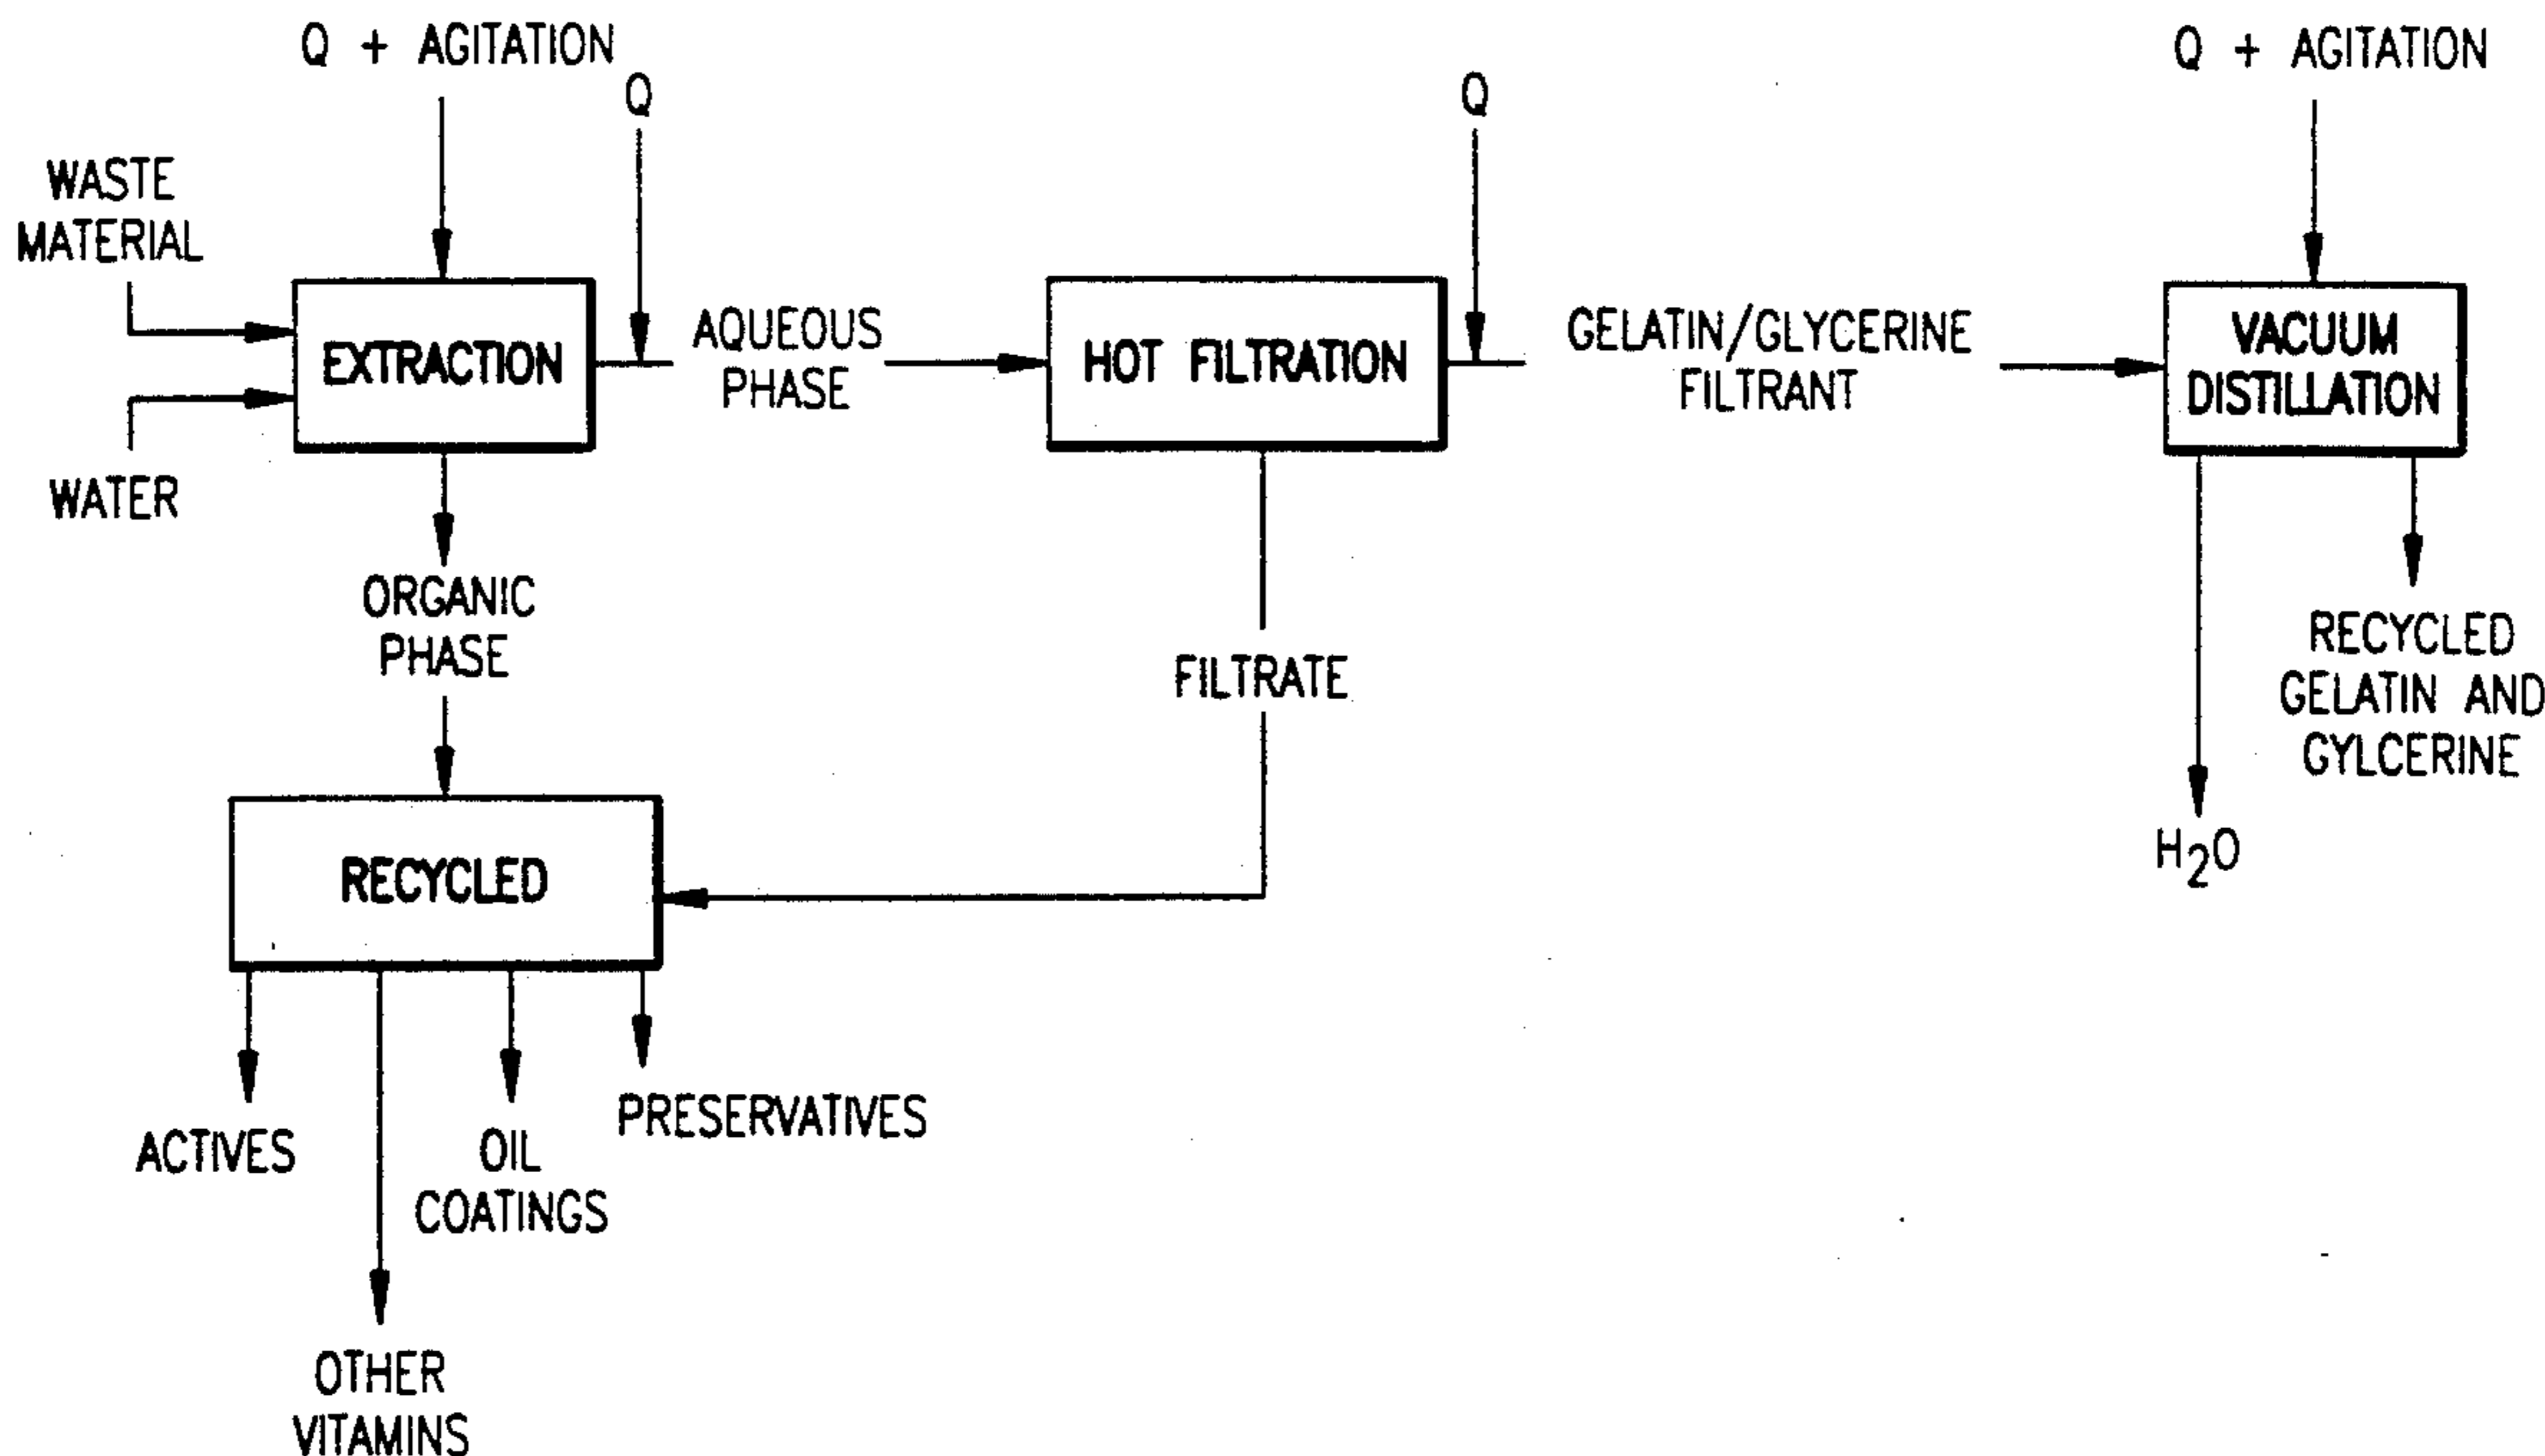 Q + AGITATION
Q
Q
Q + AGITATION
WASTE
MATERIAL
WATER
EXTRACTION
AQUEOUS
PHASE
HOT FILTRATION
GELATIN/GLYCERINE
FILTRANT
VACUUM
DISTILLATION
ORGANIC
PHASE
FILTRATE
RECYCLED
GELATIN AND
GYLCERINE
H2O
RECYCLED
ACTIVES
OIL
COATINGS
PRESERVATIVES
OTHER
VITAMINS